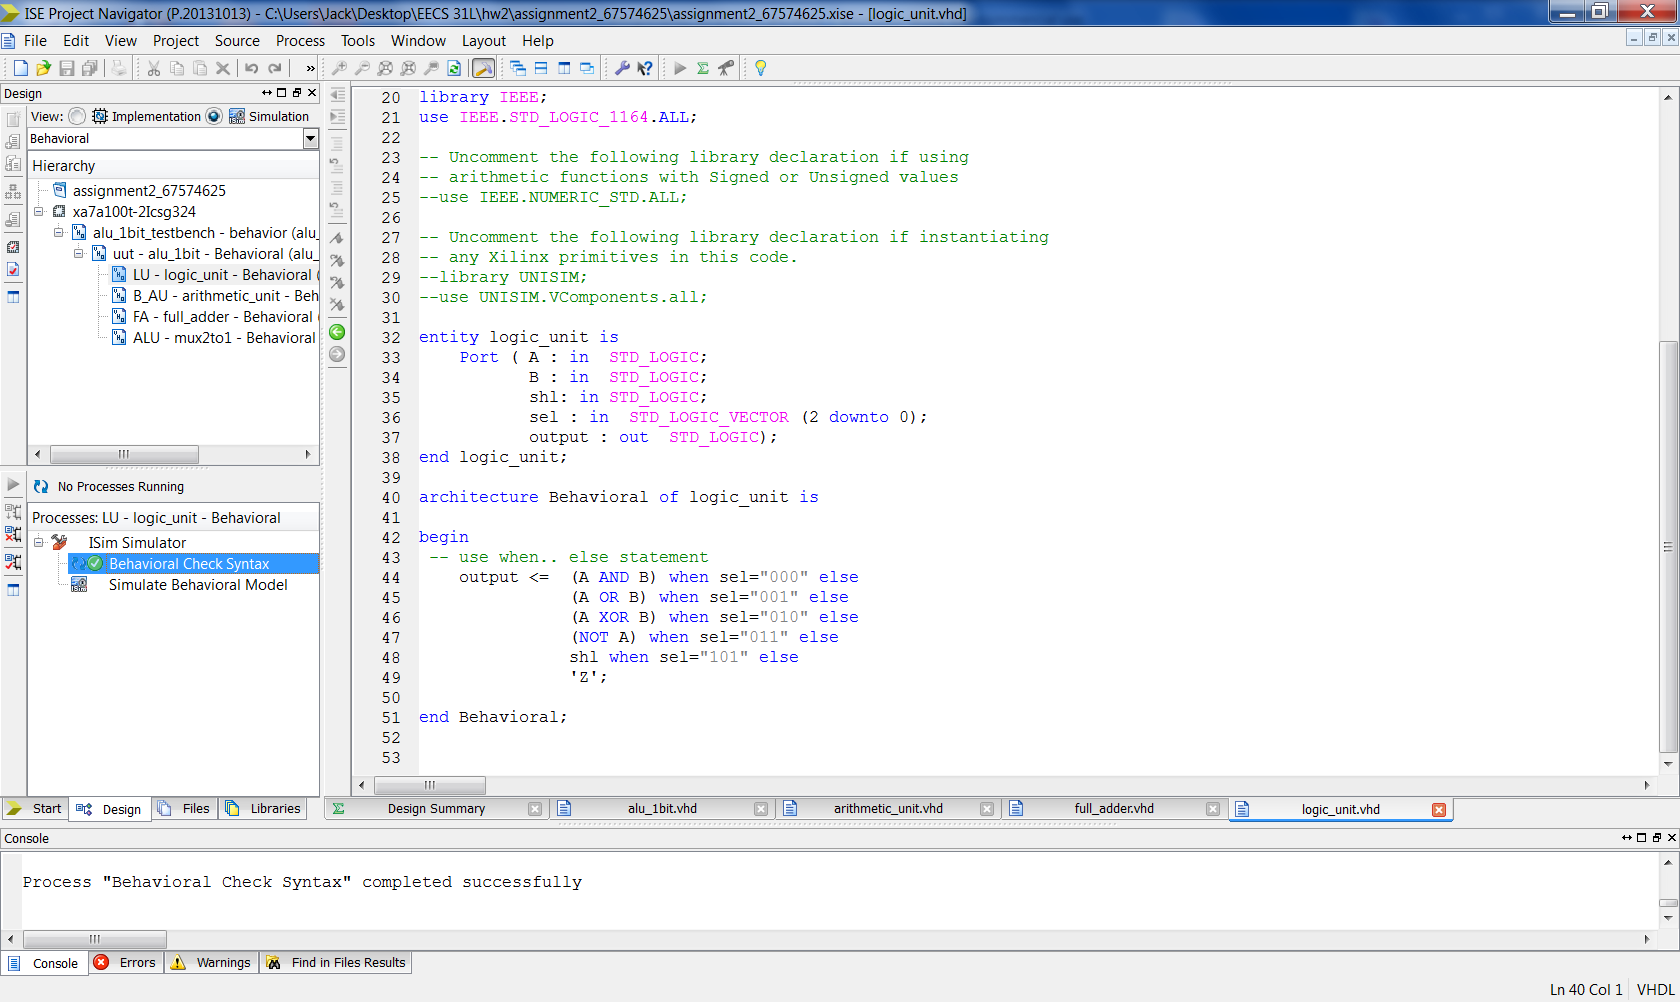 ISE Project Navigator (P.20131013) - C:\Users\Jack\Desktop\EECS 31L\hw2\assignment2_67574625\assignment2_67574625.xise - [logic_unit.vhd]
File Edit View Project Source Process Tools Window Layout Help
Design
View: Implementation Simulation
Behavioral
Hierarchy
assignment2_67574625
xa7a100t-2Icsg324
alu_1bit_testbench - behavior (alu_
uut - alu_1bit - Behavioral (alu_
LU - logic_unit - Behavioral (
B_AU - arithmetic_unit - Beh
FA - full_adder - Behavioral (
ALU - mux2to1 - Behavioral
No Processes Running
Processes: LU - logic_unit - Behavioral
ISim Simulator
Behavioral Check Syntax
Simulate Behavioral Model
Start Design Files Libraries
20 library IEEE;
21 use IEEE.STD_LOGIC_1164.ALL;
22
23 -- Uncomment the following library declaration if using
24 -- arithmetic functions with Signed or Unsigned values
25 --use IEEE.NUMERIC_STD.ALL;
26
27 -- Uncomment the following library declaration if instantiating
28 -- any Xilinx primitives in this code.
29 --library UNISIM;
30 --use UNISIM.VComponents.all;
31
32 entity logic_unit is
33 Port ( A : in STD_LOGIC;
34 B : in STD_LOGIC;
35 shl: in STD_LOGIC;
36 sel : in STD_LOGIC_VECTOR (2 downto 0);
37 output : out STD_LOGIC);
38 end logic_unit;
39
40 architecture Behavioral of logic_unit is
41
42 begin
43 -- use when.. else statement
44 output <= (A AND B) when sel="000" else
45 (A OR B) when sel="001" else
46 (A XOR B) when sel="010" else
47 (NOT A) when sel="011" else
48 shl when sel="101" else
49 'Z';
50
51 end Behavioral;
52
53
Design Summary alu_1bit.vhd arithmetic_unit.vhd full_adder.vhd logic_unit.vhd
Console
Process "Behavioral Check Syntax" completed successfully
Console Errors Warnings Find in Files Results
Ln 40 Col 1 VHDL